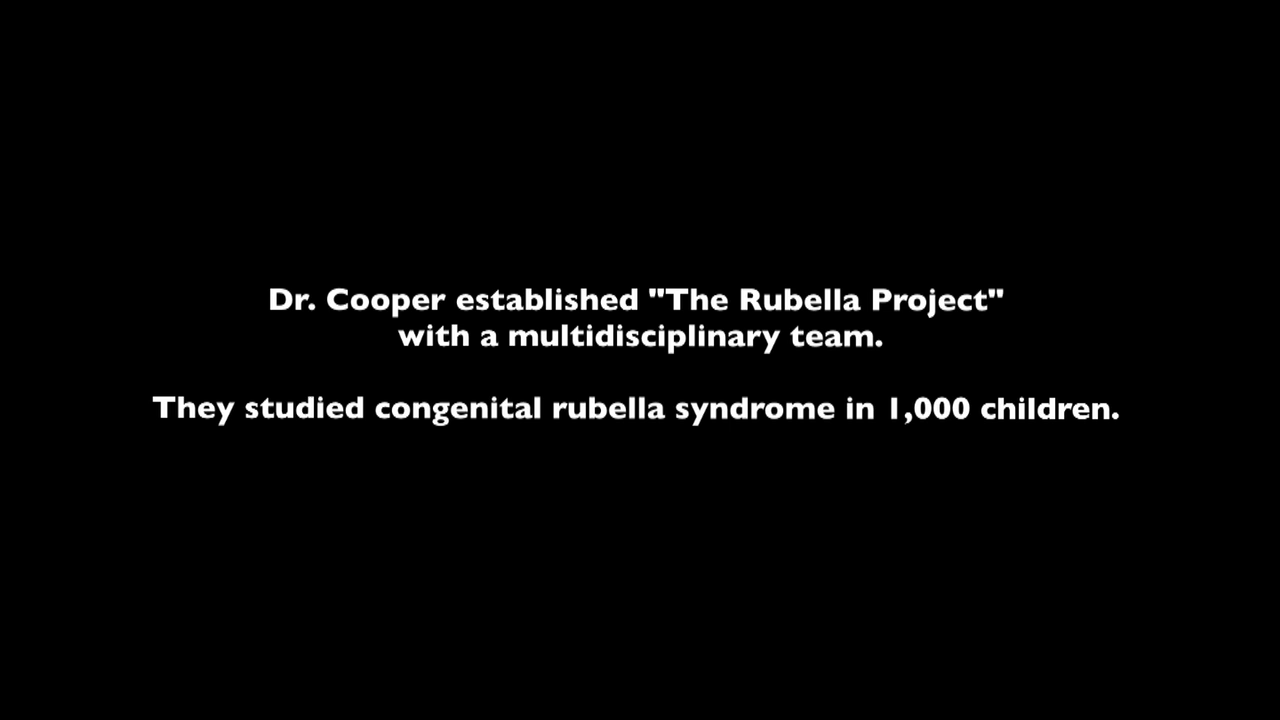 Dr. Cooper established "The Rubella Project"
with a multidisciplinary team.
They studied congenital rubella syndrome in 1,000 children.